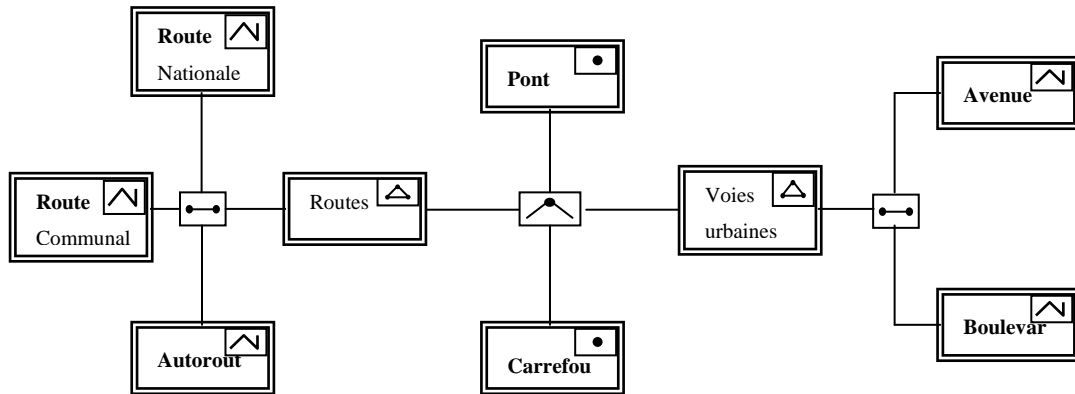 Route
Nationale
Pont
Avenue
Route
Communal
Routes
Voies
urbaines
Autorout
Carrefou
Boulevar